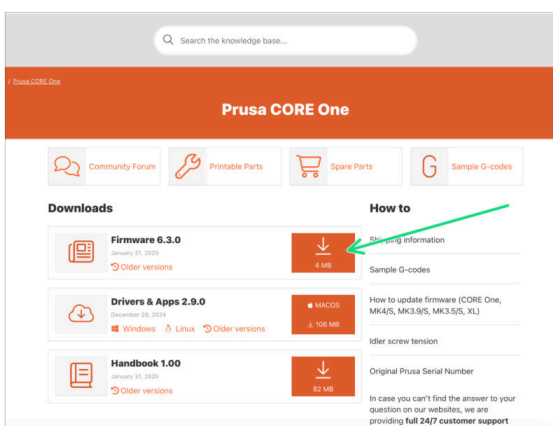 Search the knowledge base...
/ Prusa CORE One
Prusa CORE One
Community Forum
Printable Parts
Spare Parts
Sample G-codes
Downloads
Firmware 6.3.0
January 31, 2025
Older versions
4 MB
Drivers & Apps 2.9.0
December 20, 2024
Windows
Linux
Older versions
MACOS
106 MB
Handbook 1.00
January 31, 2025
Older versions
62 MB
How to
Shipping information
Sample G-codes
How to update firmware (CORE One,
MK4/S, MK3.9/S, MK3.5/S, XL)
Idler screw tension
Original Prusa Serial Number
In case you can't find the answer to your
question on our websites, we are
providing full 24/7 customer support